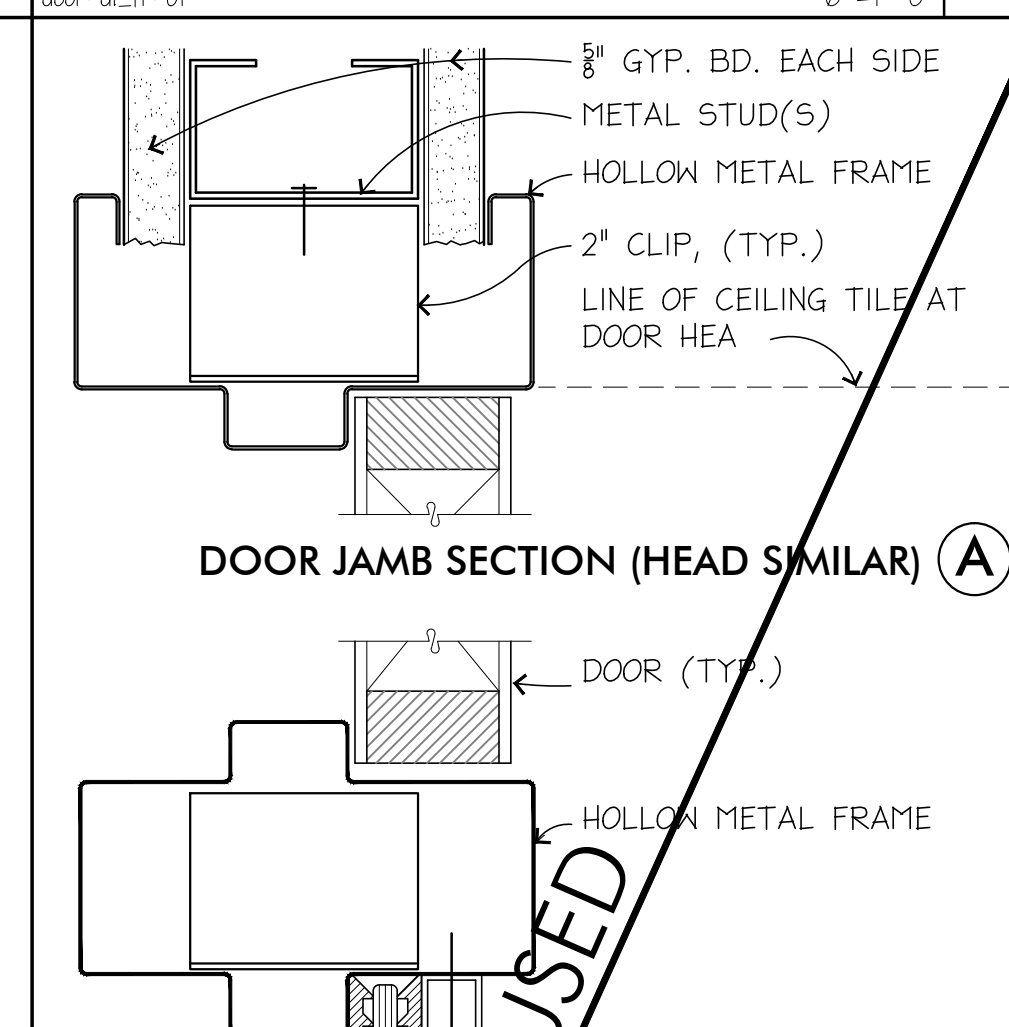 5/8" GYP. BD. EACH SIDE
METAL STUD(S)
HOLLOW METAL FRAME
2" CLIP, (TYP.)
LINE OF CEILING TILE AT
DOOR HEA
DOOR JAMB SECTION (HEAD SIMILAR) A
DOOR (TYP.)
HOLLOW METAL FRAME
USED